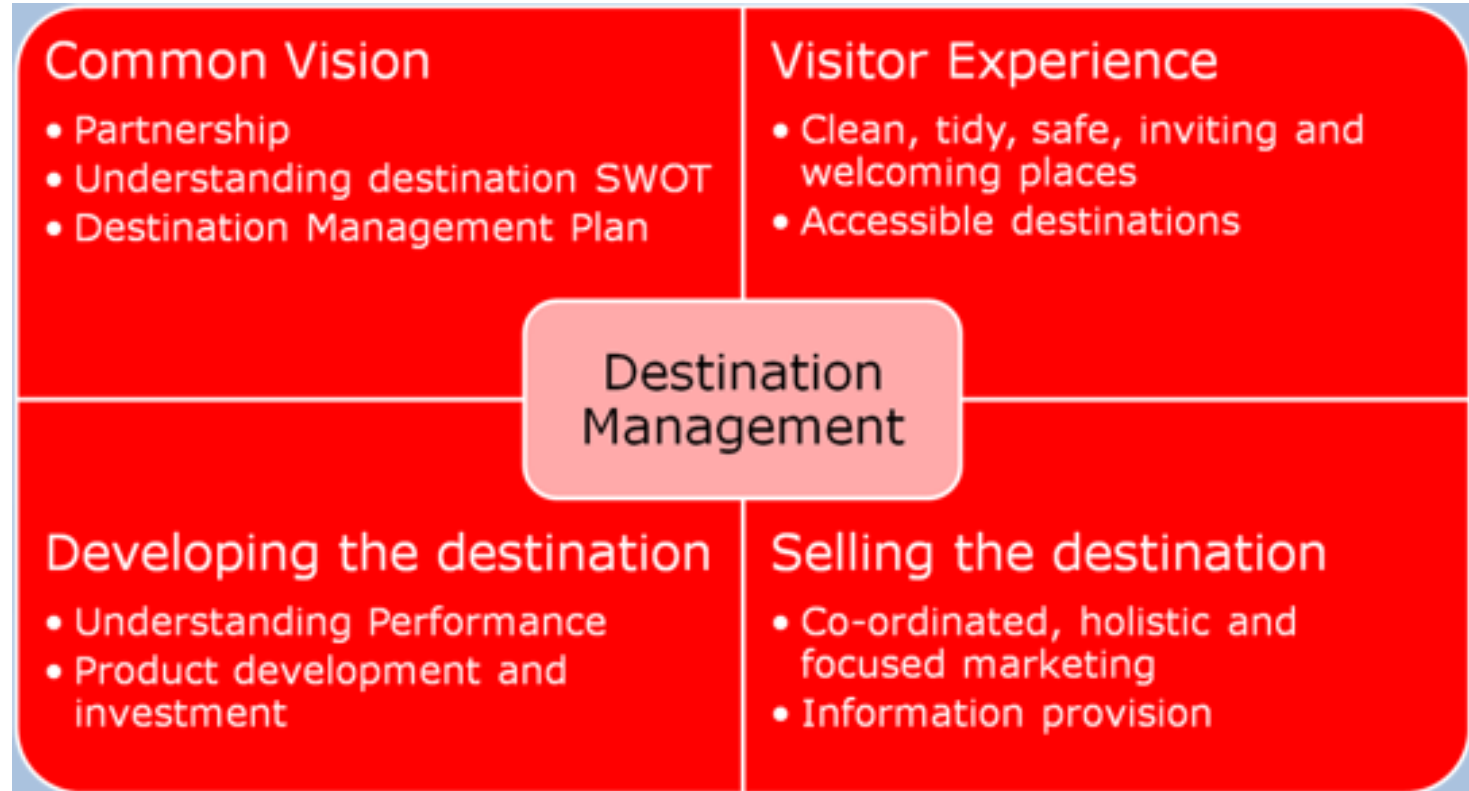 Common Vision
• Partnership
• Understanding destination SWOT
• Destination Management Plan
Visitor Experience
• Clean, tidy, safe, inviting and
welcoming places
• Accessible destinations
Destination
Management
Developing the destination
• Understanding Performance
• Product development and
investment
Selling the destination
• Co-ordinated, holistic and
focused marketing
• Information provision